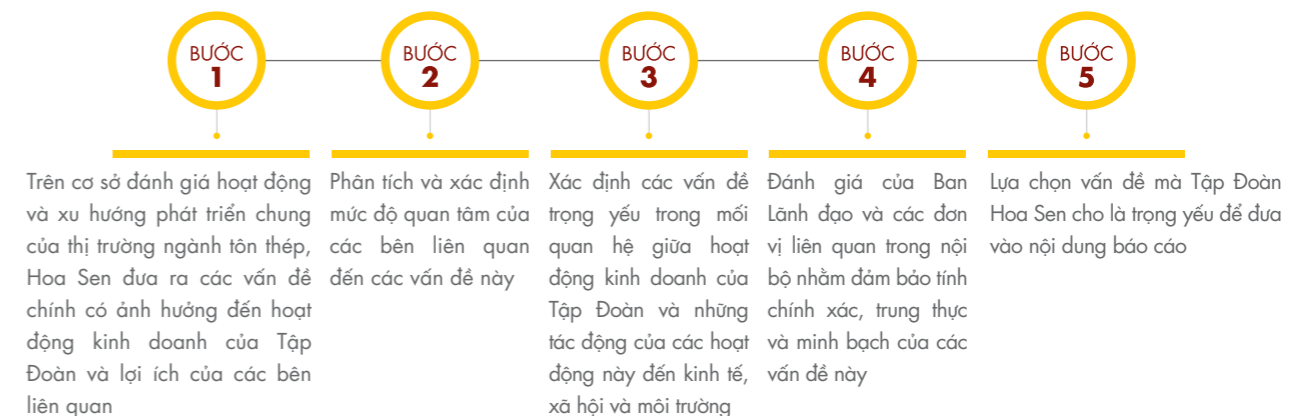 BƯỚC
1
BƯỚC
2
BƯỚC
3
BƯỚC
4
BƯỚC
5
Trên cơ sở đánh giá hoạt động
và xu hướng phát triển chung
của thị trường ngành tôn thép,
Hoa Sen đưa ra các vấn đề
chính có ảnh hưởng đến hoạt
động kinh doanh của Tập
Đoàn và lợi ích của các bên
liên quan
Phân tích và xác định
mức độ quan tâm của
các bên liên quan
đến các vấn đề này
Xác định các vấn đề
trọng yếu trong mối
quan hệ giữa hoạt
động kinh doanh của
Tập Đoàn và những
tác động của các hoạt
động này đến kinh tế,
xã hội và môi trường
Đánh giá của Ban
Lãnh đạo và các đơn
vị liên quan trong nội
bộ nhằm đảm bảo tính
chính xác, trung thực
và minh bạch của các
vấn đề này
Lựa chọn vấn đề mà Tập Đoàn
Hoa Sen cho là trọng yếu để đưa
vào nội dung báo cáo